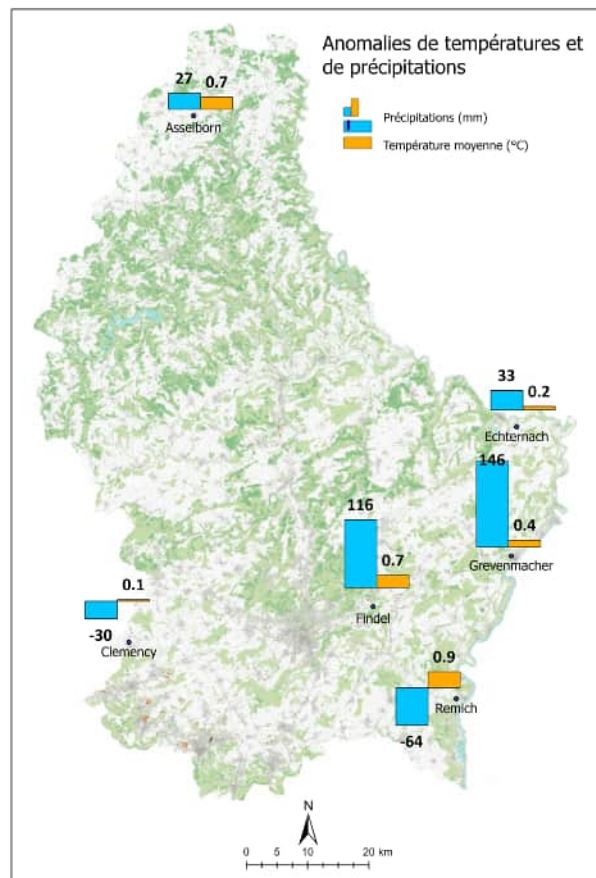 Anomalies de températures et
de précipitations
Précipitations (mm)
Température moyenne (°C)
27 0.7
Asselborn
33 0.2
Echternach
146
0.4
Grevenmacher
116
0.7
Findel
0.1
-30
Clemency
0.9
Remich
-64
N
0 5 10 20 km